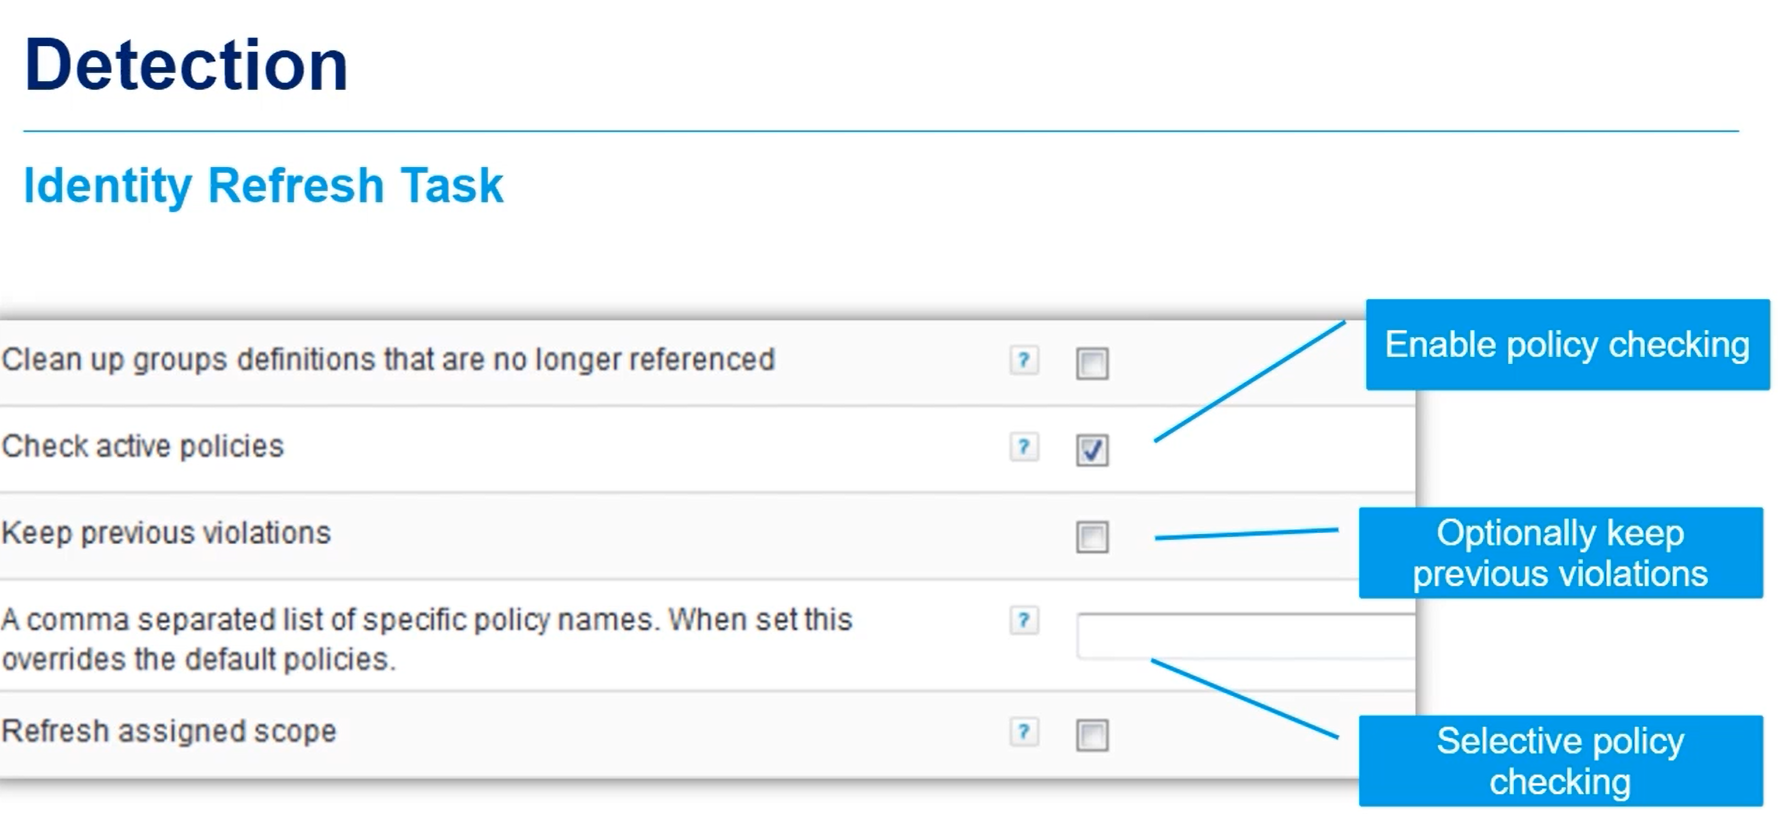 Detection
Identity Refresh Task
Clean up groups definitions that are no longer referenced
?
Enable policy checking
Check active policies
?
Keep previous violations
Optionally keep
previous violations
A comma separated list of specific policy names. When set this
overrides the default policies.
?
Refresh assigned scope
?
Selective policy
checking